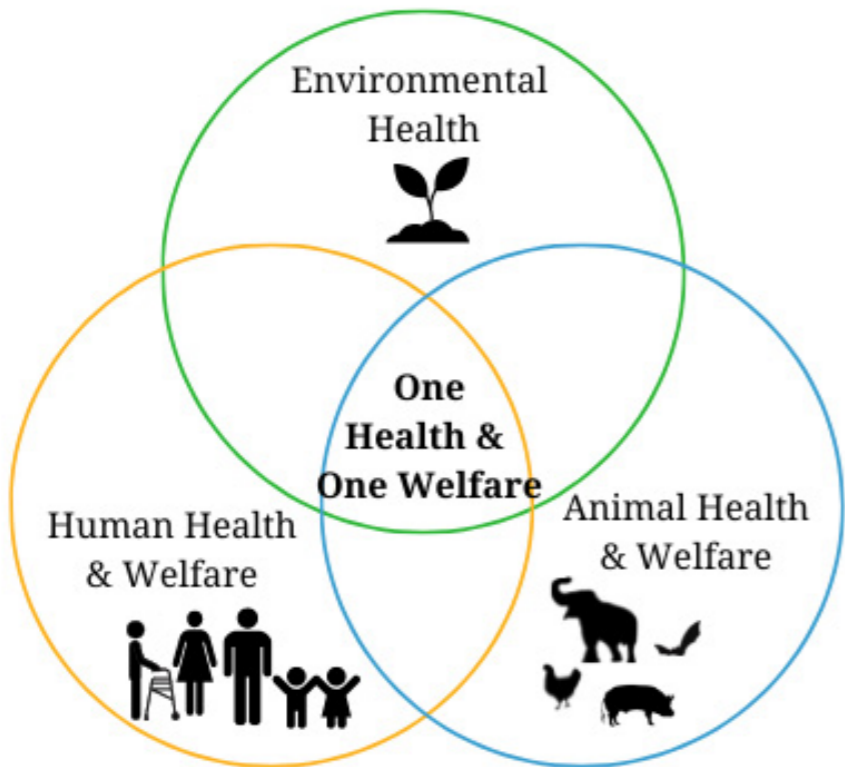 Environmental
Health
One
Health &
One Welfare
Human Health
& Welfare
Animal Health
& Welfare